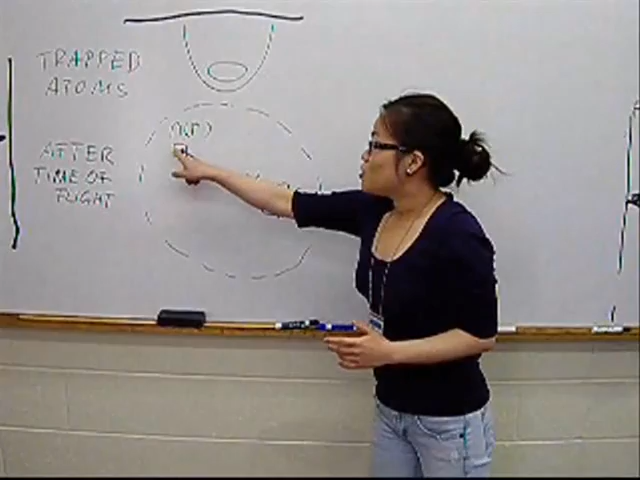 TRAPPED
ATOMS
n(r)
AFTER
TIME OF
FLIGHT